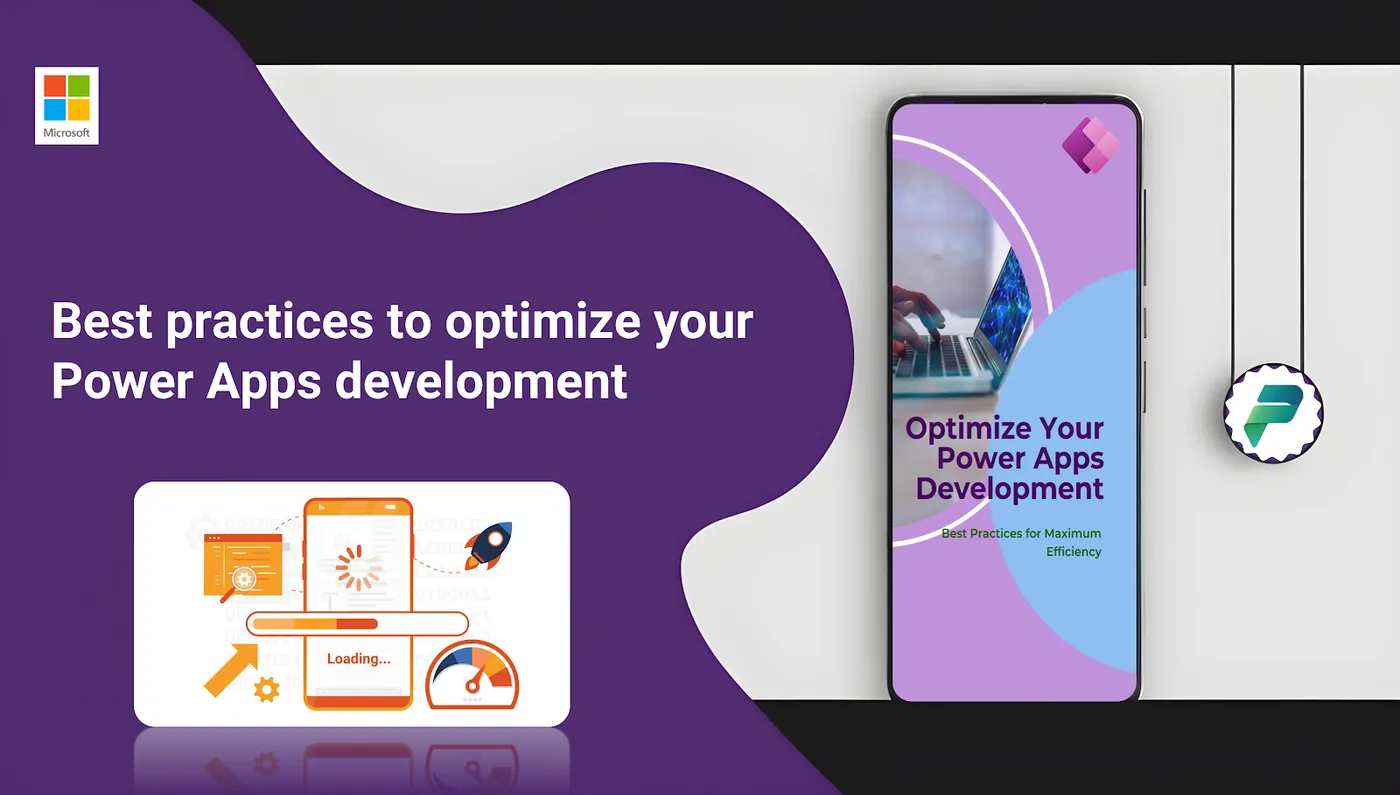 Microsoft
Best practices to optimize your
Power Apps development
Loading...
Optimize Your
Power Apps
Development
Best Practices for Maximum
Efficiency